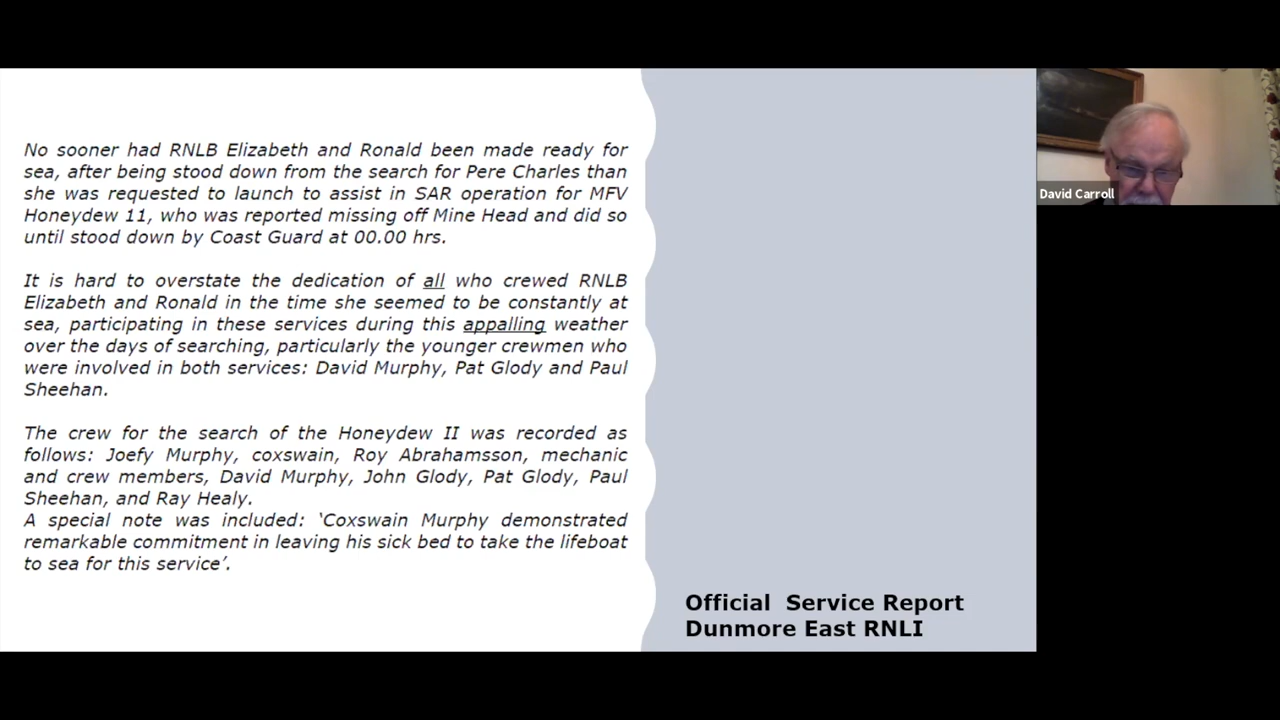 No sooner had RNLB Elizabeth and Ronald been made ready for
sea, after being stood down from the search for Pere Charles than
she was requested to launch to assist in SAR operation for MFV
Honeydew 11, who was reported missing off Mine Head and did so
until stood down by Coast Guard at 00.00 hrs.
It is hard to overstate the dedication of all who crewed RNLB
Elizabeth and Ronald in the time she seemed to be constantly at
sea, participating in these services during this appalling weather
over the days of searching, particularly the younger crewmen who
were involved in both services: David Murphy, Pat Glody and Paul
Sheehan.
The crew for the search of the Honeydew II was recorded as
follows: Joefy Murphy, coxswain, Roy Abrahamsson, mechanic
and crew members, David Murphy, John Glody, Pat Glody, Paul
Sheehan, and Ray Healy.
A special note was included: ‘Coxswain Murphy demonstrated
remarkable commitment in leaving his sick bed to take the lifeboat
to sea for this service’.
Official Service Report
Dunmore East RNLI
David Carroll